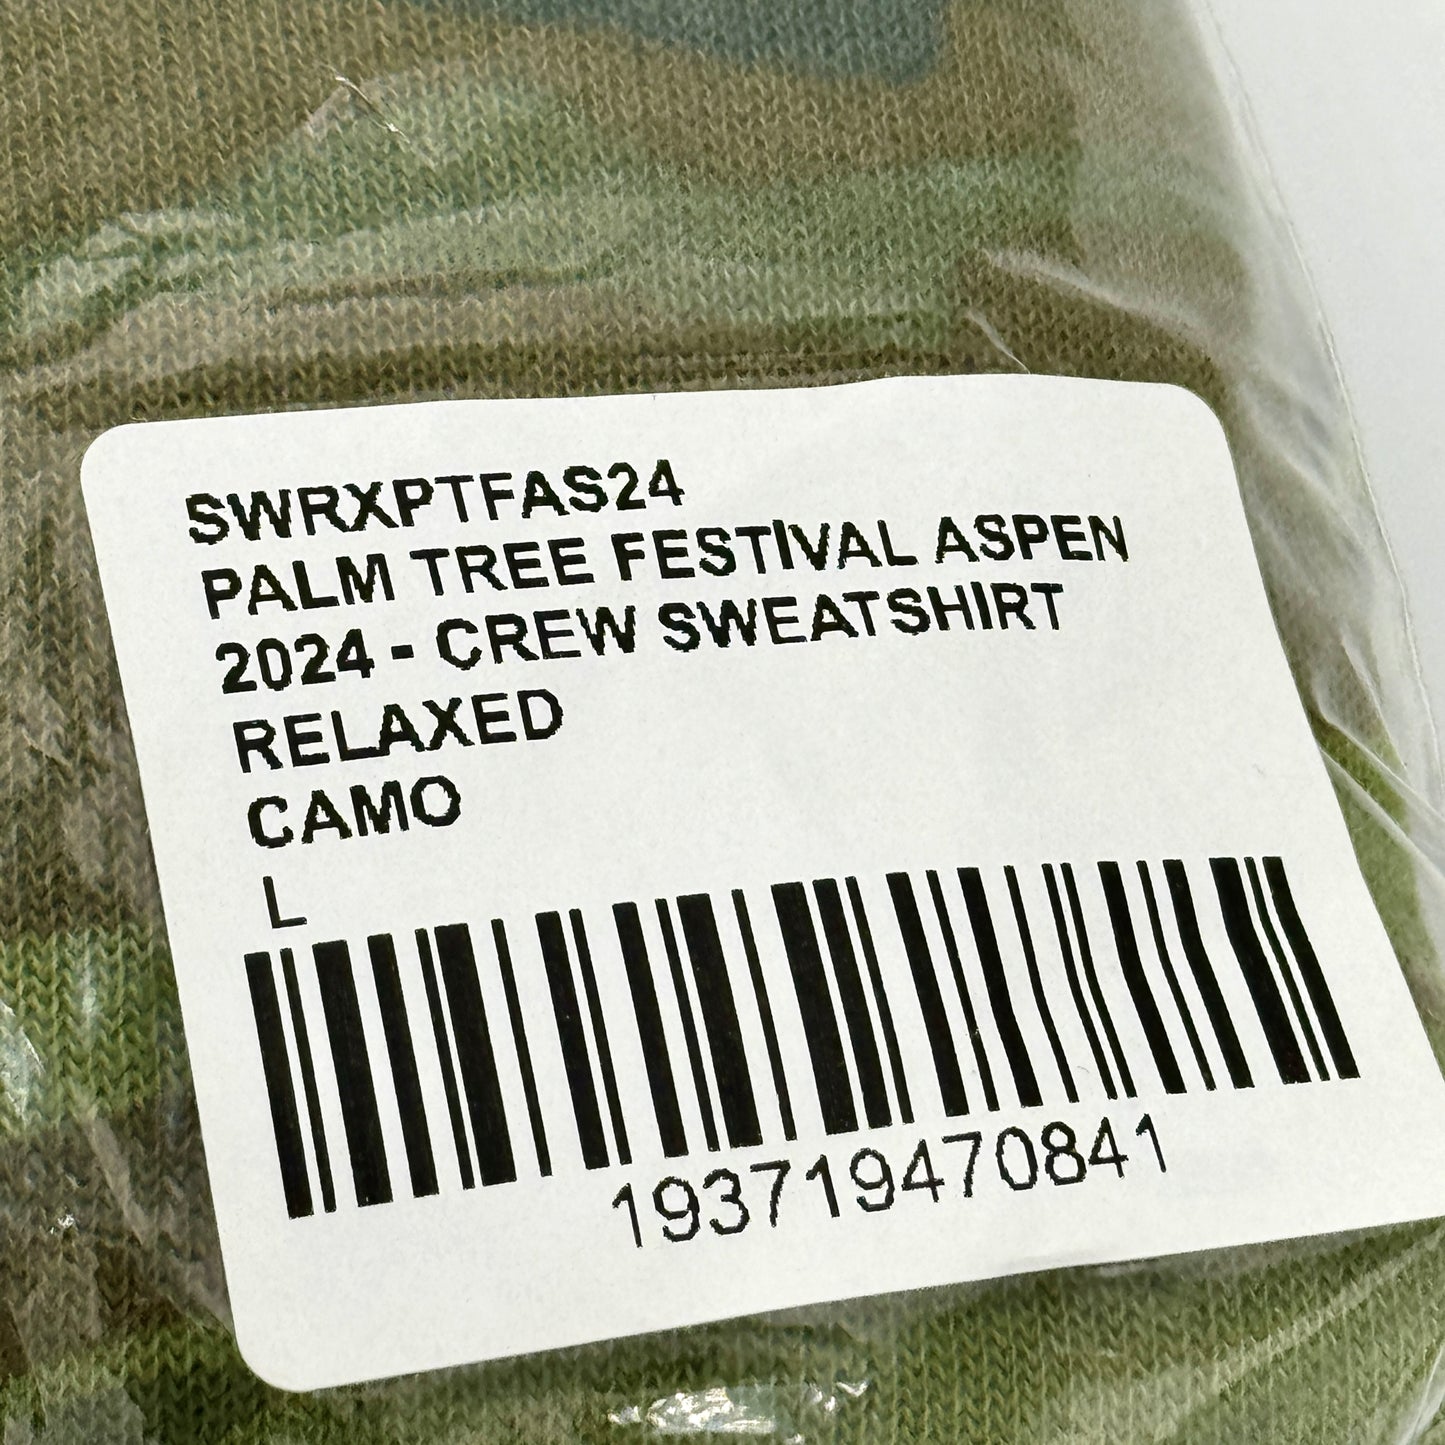 SWRXPTFAS24
PALM TREE FESTIVAL ASPEN
2024 - CREW SWEATSHIRT
RELAXED
CAMO
L
193719470841